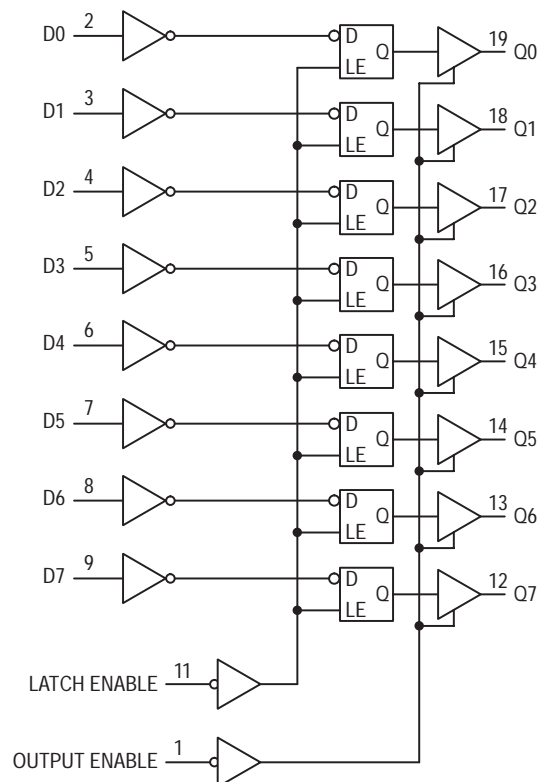 2
D0
D
Q
LE
19
Q0
3
D1
D
Q
LE
18
Q1
4
D2
D
Q
LE
17
Q2
5
D3
D
Q
LE
16
Q3
6
D4
D
Q
LE
15
Q4
7
D5
D
Q
LE
14
Q5
8
D6
D
Q
LE
13
Q6
9
D7
D
Q
LE
12
Q7
LATCH ENABLE
11
OUTPUT ENABLE
1